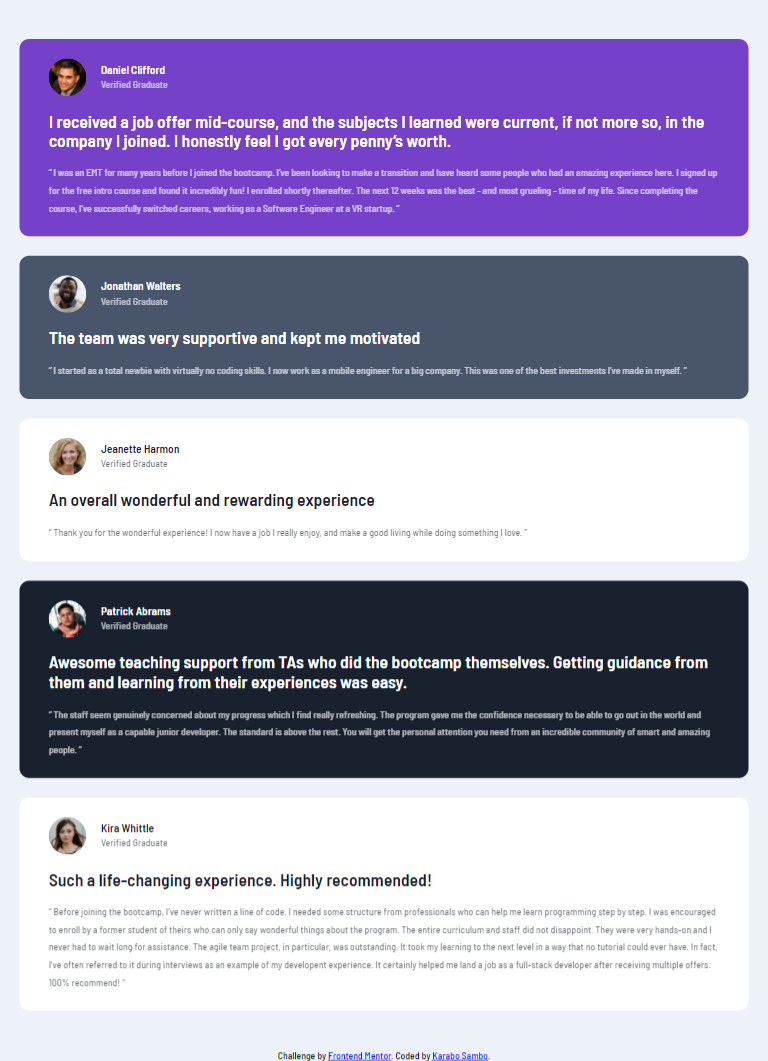 Daniel Clifford
Verified Graduate
I received a job offer mid-course, and the subjects I learned were current, if not more so, in the
company I joined. I honestly feel I got every penny’s worth.
“ I was an EMT for many years before I joined the bootcamp. I’ve been looking to make a transition and have heard some people who had an amazing experience here. I signed up
for the free intro course and found it incredibly fun! I enrolled shortly thereafter. The next 12 weeks was the best - and most grueling - time of my life. Since completing the
course, I’ve successfully switched careers, working as a Software Engineer at a VR startup. ”
Jonathan Walters
Verified Graduate
The team was very supportive and kept me motivated
“ I started as a total newbie with virtually no coding skills. I now work as a mobile engineer for a big company. This was one of the best investments I’ve made in myself. ”
Jeanette Harmon
Verified Graduate
An overall wonderful and rewarding experience
“ Thank you for the wonderful experience! I now have a job I really enjoy, and make a good living while doing something I love. ”
Patrick Abrams
Verified Graduate
Awesome teaching support from TAs who did the bootcamp themselves. Getting guidance from
them and learning from their experiences was easy.
“ The staff seem genuinely concerned about my progress which I find really refreshing. The program gave me the confidence necessary to be able to go out in the world and
present myself as a capable junior developer. The standard is above the rest. You will get the personal attention you need from an incredible community of smart and amazing
people. ”
Kira Whittle
Verified Graduate
Such a life-changing experience. Highly recommended!
“ Before joining the bootcamp, I’ve never written a line of code. I needed some structure from professionals who can help me learn programming step by step. I was encouraged
to enroll by a former student of theirs who can only say wonderful things about the program. The entire curriculum and staff did not disappoint. They were very hands-on and I
never had to wait long for assistance. The agile team project, in particular, was outstanding. It took my learning to the next level in a way that no tutorial could ever have. In fact,
I’ve often referred to it during interviews as an example of my developent experience. It certainly helped me land a job as a full-stack developer after receiving multiple offers.
100% recommend! ”
Challenge by Frontend Mentor. Coded by Karabo Sambo.